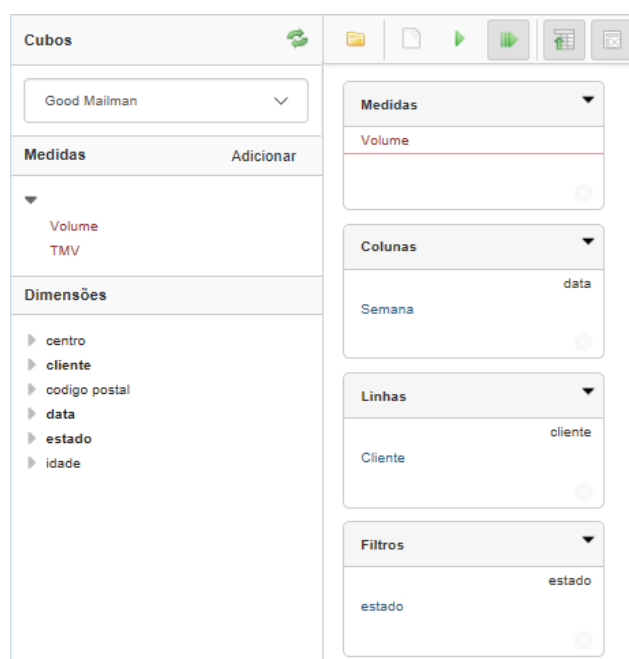 Cubos
Good Mailman
Medidas Adicionar
Volume
TMV
Dimensões
centro
cliente
codigo postal
data
estado
idade
Medidas
Volume
Colunas
data
Semana
Linhas
cliente
Cliente
Filtros
estado
estado